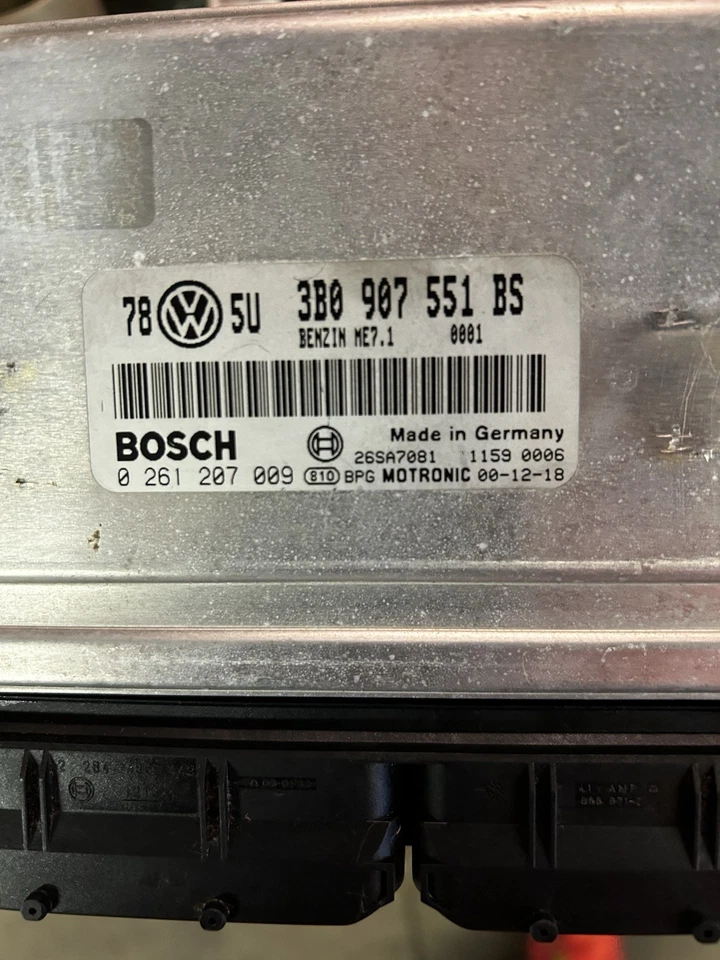 78 VW 5U 3B0 907 551 BS
BENZIN ME7.1 0001
BOSCH Made in Germany
26SA7081 1159 0006
0 261 207 009 810 BPG MOTRONIC 00-12-18